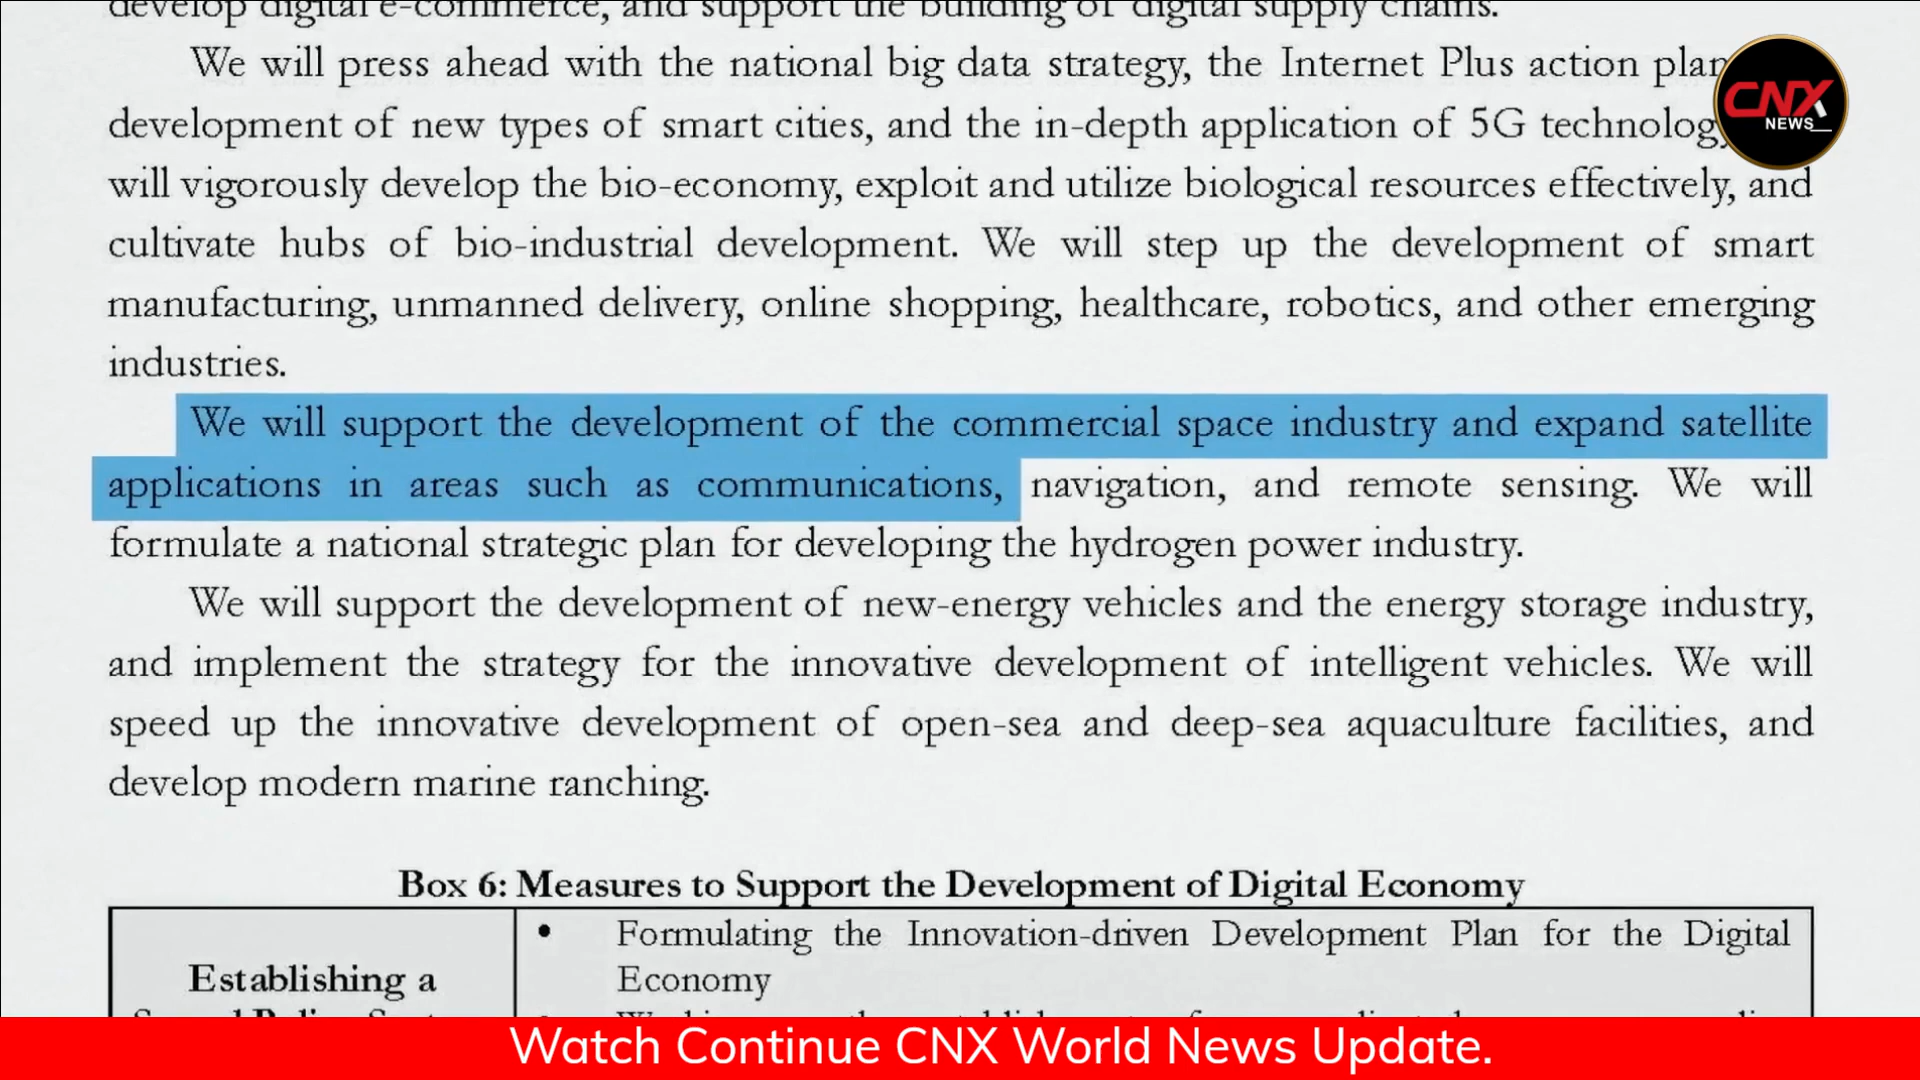 develop digital e-commerce, and support the building of digital supply chains.
We will press ahead with the national big data strategy, the Internet Plus action plan
development of new types of smart cities, and the in-depth application of 5G technology
will vigorously develop the bio-economy, exploit and utilize biological resources effectively, and
cultivate hubs of bio-industrial development. We will step up the development of smart
manufacturing, unmanned delivery, online shopping, healthcare, robotics, and other emerging
industries.
We will support the development of the commercial space industry and expand satellite
applications in areas such as communications, navigation, and remote sensing. We will
formulate a national strategic plan for developing the hydrogen power industry.
We will support the development of new-energy vehicles and the energy storage industry,
and implement the strategy for the innovative development of intelligent vehicles. We will
speed up the innovative development of open-sea and deep-sea aquaculture facilities, and
develop modern marine ranching.
Box 6: Measures to Support the Development of Digital Economy
Establishing a
• Formulating the Innovation-driven Development Plan for the Digital
Economy
CNX
NEWS
Watch Continue CNX World News Update.